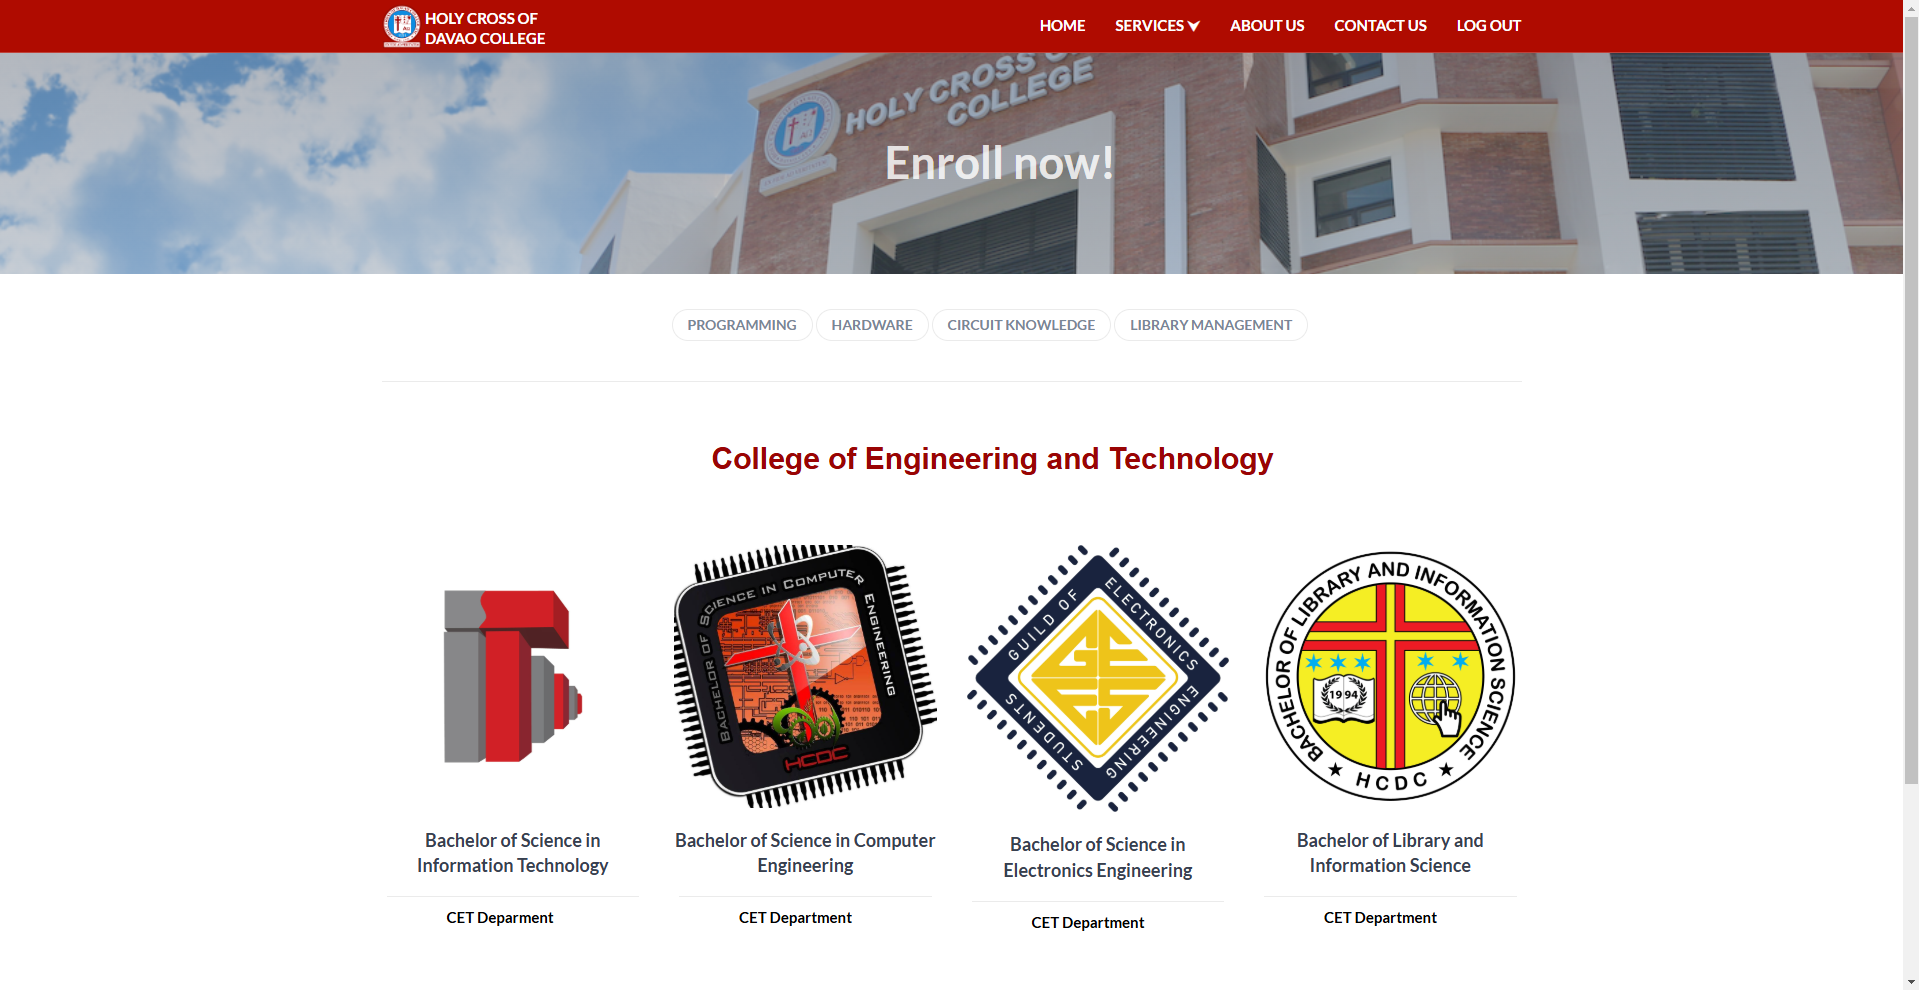 HOLY CROSS OF
DAVAO COLLEGE
HOME
SERVICES
ABOUT US
CONTACT US
LOG OUT
HOLY CROSS O
COLLEGE
Enroll now!
PROGRAMMING
HARDWARE
CIRCUIT KNOWLEDGE
LIBRARY MANAGEMENT
College of Engineering and Technology
BACHELOR OF SCIENCE IN COMPUTER ENGINEERING
HCDC
GUILD OF ELECTRONICS ENGINEERING STUDENTS
BACHELOR OF LIBRARY AND INFORMATION SCIENCE
1994
★ HCDC ★
Bachelor of Science in
Information Technology
Bachelor of Science in Computer
Engineering
Bachelor of Science in
Electronics Engineering
Bachelor of Library and
Information Science
CET Deparment
CET Department
CET Department
CET Department